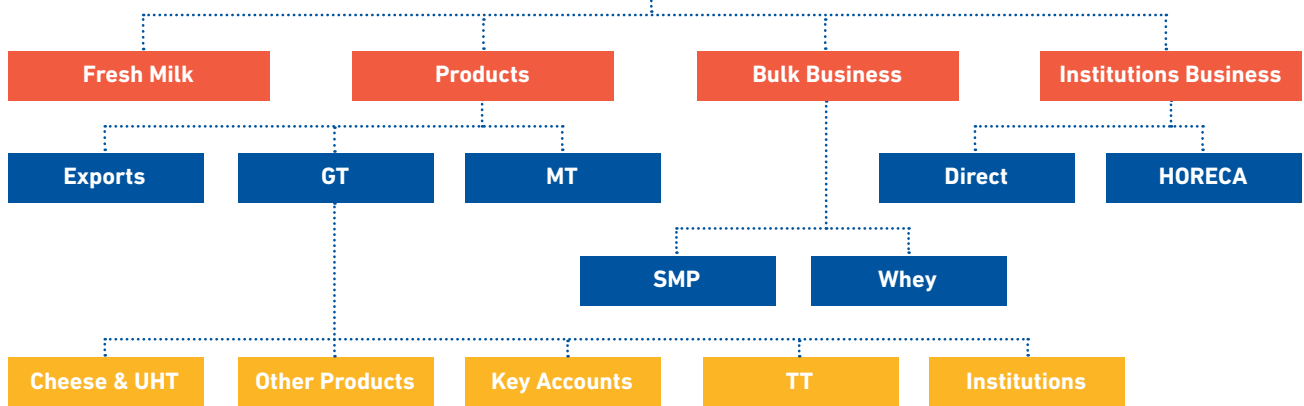 Fresh Milk
Products
Bulk Business
Institutions Business
Exports
GT
MT
Direct
HORECA
SMP
Whey
Cheese & UHT
Other Products
Key Accounts
TT
Institutions